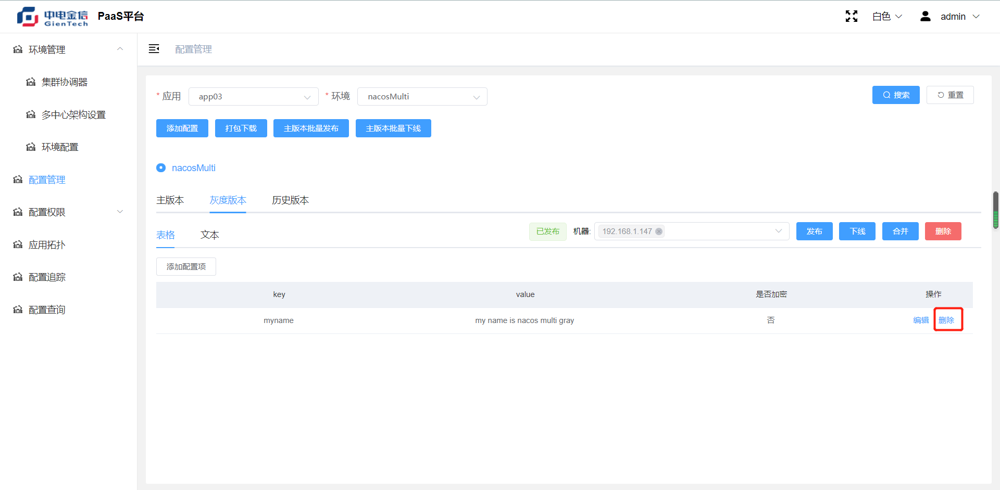 中电金信
GienTech
PaaS平台
白色
admin
环境管理
集群协调器
多中心架构设置
环境配置
配置管理
配置权限
应用拓扑
配置追踪
配置查询
配置管理
* 应用 app03 * 环境 nacosMulti 搜索 重置
添加配置 打包下载 主版本批量发布 主版本批量下线
nacosMulti
主版本 灰度版本 历史版本
表格 文本 已发布 机器: 192.168.1.147 发布 下线 合并 删除
添加配置项
key value 是否加密 操作
myname my name is nacos multi gray 否 编辑 删除